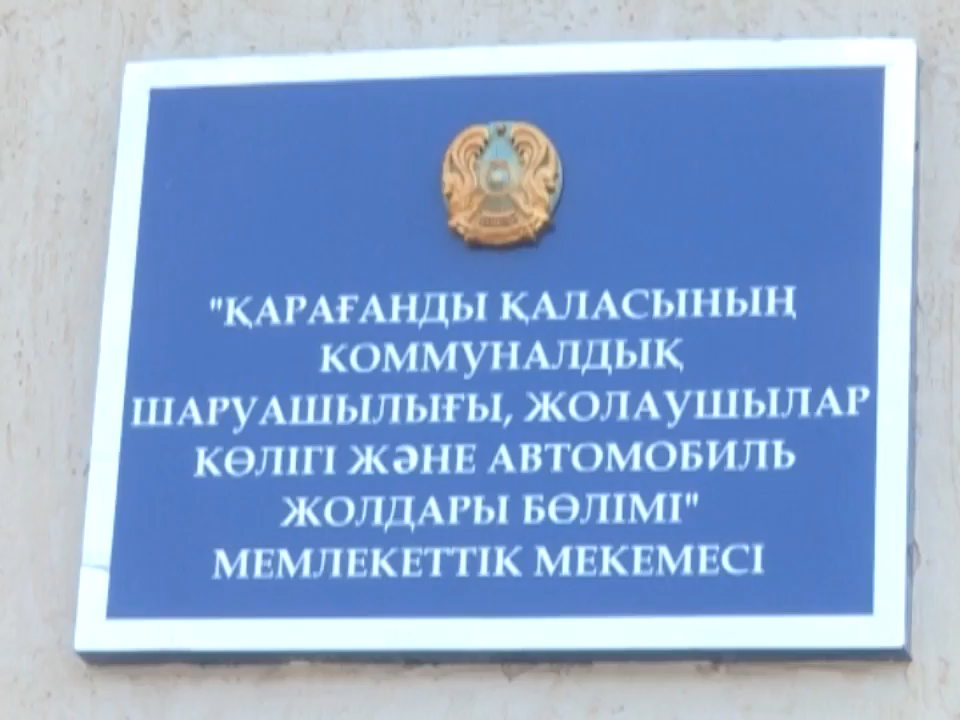 "ҚАРАҒАНДЫ ҚАЛАСЫНЫҢ
КОММУНАЛДЫҚ
ШАРУАШЫЛЫҒЫ, ЖОЛАУШЫЛАР
КӨЛІГІ ЖӘНЕ АВТОМОБИЛЬ
ЖОЛДАРЫ БӨЛІМІ"
МЕМЛЕКЕТТІК МЕКЕМЕСІ